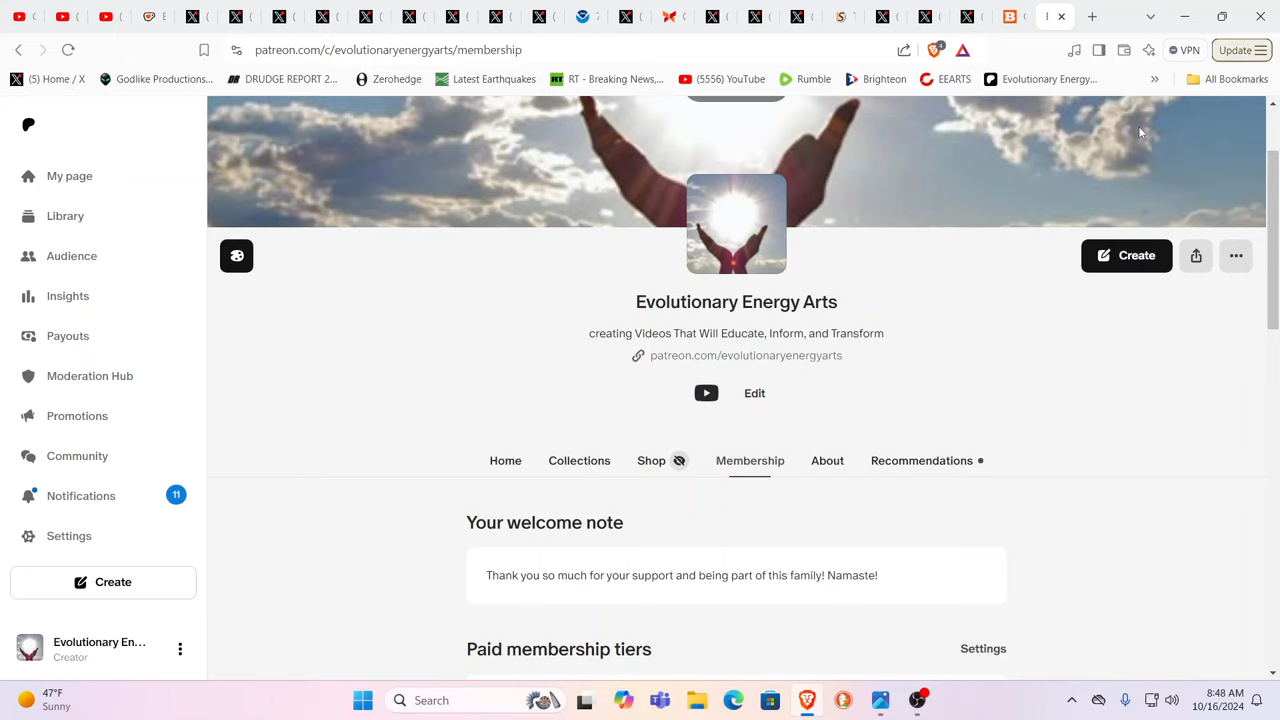 patreon.com/c/evolutionaryenergyarts/membership
4
VPN
Update
(5) Home / X
Godlike Productions...
DRUDGE REPORT 2...
Zerohedge
Latest Earthquakes
RT - Breaking News,...
(5556) YouTube
Rumble
Brighteon
EEARTS
Evolutionary Energy...
»
All Bookmarks
My page
Library
Audience
Insights
Payouts
Moderation Hub
Promotions
Community
Notifications 11
Settings
Create
Evolutionary En...
Creator
Create
Evolutionary Energy Arts
creating Videos That Will Educate, Inform, and Transform
patreon.com/evolutionaryenergyarts
Edit
Home Collections Shop Membership About Recommendations
Your welcome note
Thank you so much for your support and being part of this family! Namaste!
Paid membership tiers
Settings
47°F
Sunny
Search
8:48 AM
10/16/2024